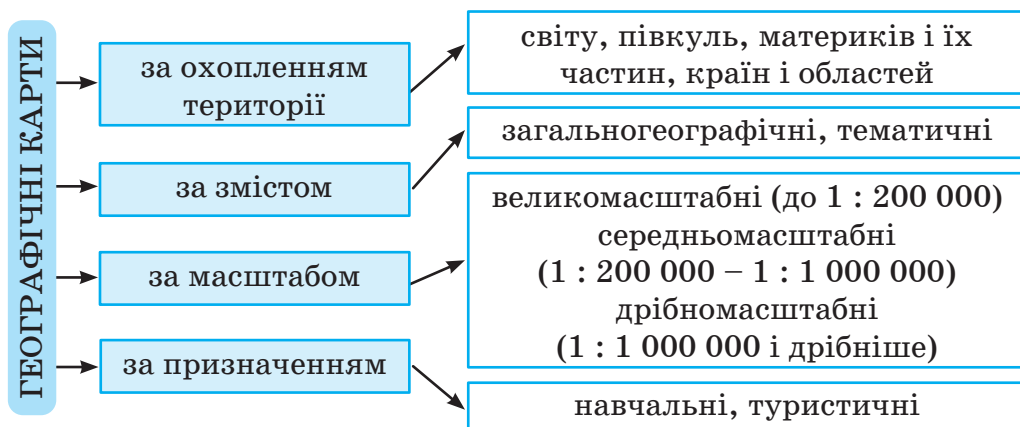 ГЕОГРАФІЧНІ КАРТИ
за охопленням
території
світу, півкуль, материків і їх
частин, країн і областей
за змістом
загальногеографічні, тематичні
за масштабом
великомасштабні (до 1 : 200 000)
середньомасштабні
(1 : 200 000 – 1 : 1 000 000)
дрібномасштабні
(1 : 1 000 000 і дрібніше)
за призначенням
навчальні, туристичні